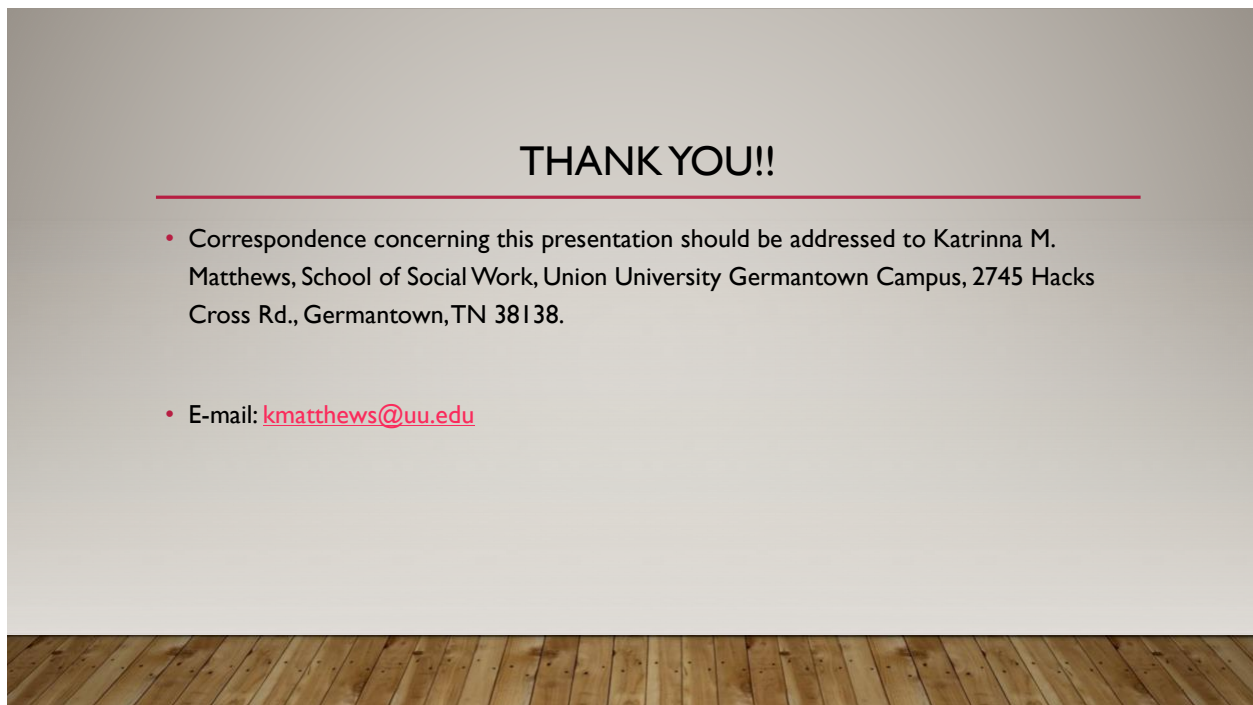 THANK YOU!!
• Correspondence concerning this presentation should be addressed to Katrinna M.
Matthews, School of Social Work, Union University Germantown Campus, 2745 Hacks
Cross Rd., Germantown, TN 38138.
• E-mail: kmatthews@uu.edu